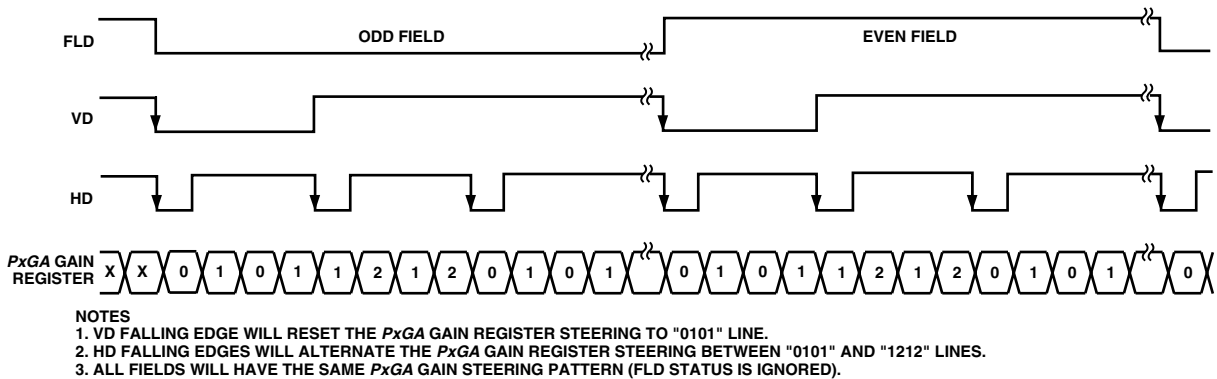 FLD
ODD FIELD
EVEN FIELD
VD
HD
PxGA GAIN
REGISTER
X X 0 1 0 1 1 2 1 2 0 1 0 1 0 1 0 1 1 2 1 2 0 1 0 1 0
NOTES
1. VD FALLING EDGE WILL RESET THE PxGA GAIN REGISTER STEERING TO "0101" LINE.
2. HD FALLING EDGES WILL ALTERNATE THE PxGA GAIN REGISTER STEERING BETWEEN "0101" AND "1212" LINES.
3. ALL FIELDS WILL HAVE THE SAME PxGA GAIN STEERING PATTERN (FLD STATUS IS IGNORED).